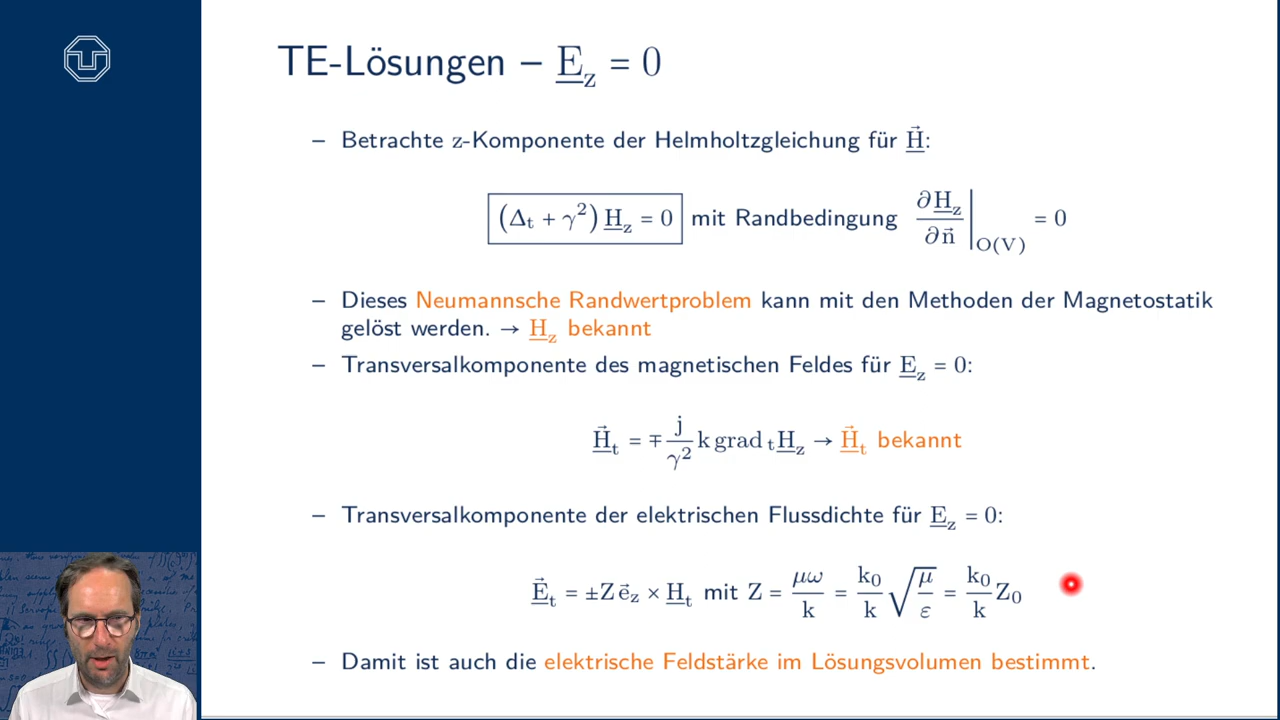 TE-Lösungen – E_z = 0
– Betrachte z-Komponente der Helmholtzgleichung für H⃗:
(Δ_t + γ²) H_z = 0 mit Randbedingung ∂H_z/∂n⃗ |_O(V) = 0
– Dieses Neumannsche Randwertproblem kann mit den Methoden der Magnetostatik
gelöst werden. → H_z bekannt
– Transversalkomponente des magnetischen Feldes für E_z = 0:
H⃗_t = ∓ j/γ² k grad_t H_z → H⃗_t bekannt
– Transversalkomponente der elektrischen Flussdichte für E_z = 0:
E⃗_t = ±Z e⃗_z × H⃗_t mit Z = μω/k = k_0/k √(μ/ε) = k_0/k Z_0
– Damit ist auch die elektrische Feldstärke im Lösungsvolumen bestimmt.